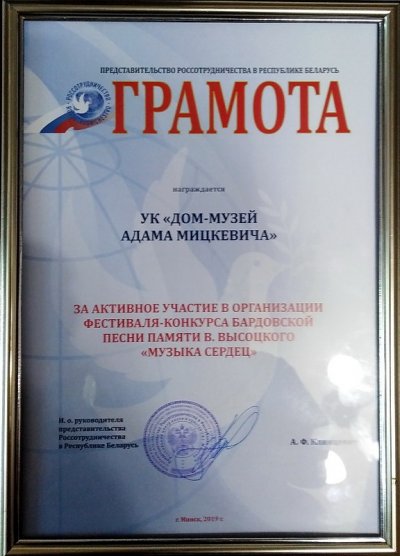 ПРЕДСТАВИТЕЛЬСТВО РОССОТРУДНИЧЕСТВА В РЕСПУБЛИКЕ БЕЛАРУСЬ
РОССОТРУДНИЧЕСТВО
ГРАМОТА
награждается
УК «ДОМ-МУЗЕЙ
АДАМА МИЦКЕВИЧА»
ЗА АКТИВНОЕ УЧАСТИЕ В ОРГАНИЗАЦИИ
ФЕСТИВАЛЯ-КОНКУРСА БАРДОВСКОЙ
ПЕСНИ ПАМЯТИ В. ВЫСОЦКОГО
«МУЗЫКА СЕРДЕЦ»
И. о. руководителя
представительства
Россотрудничества
в Республике Беларусь
А. Ф.
г. Минск, 2019 г.